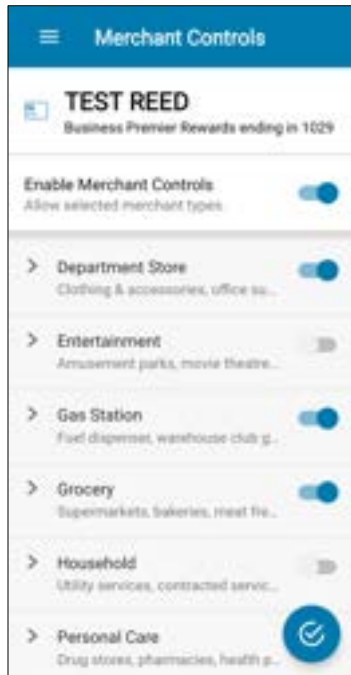 Merchant Controls
TEST REED
Business Premier Rewards ending in 1029
Enable Merchant Controls
Allow selected merchant types.
Department Store
Clothing & accessories, office su...
Entertainment
Amusement parks, movie theatre...
Gas Station
Fuel dispenser, warehouse club g...
Grocery
Supermarkets, bakeries, meat fre...
Household
Utility services, contracted servic...
Personal Care
Drug stores, pharmacies, health p...